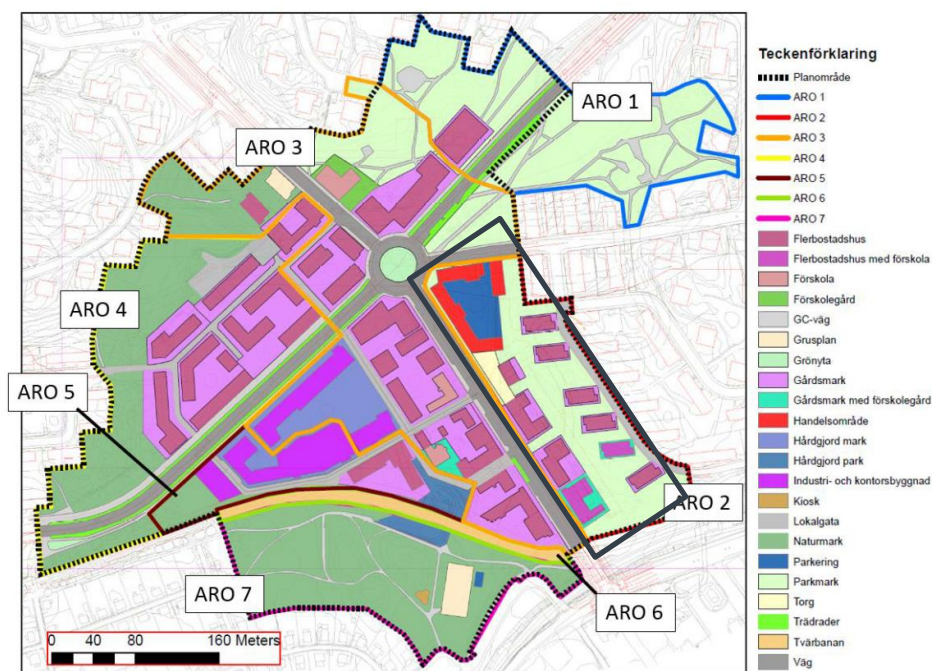 ARO 1
ARO 3
ARO 4
ARO 5
ARO 2
ARO 7
ARO 6
0 40 80 160 Meters
Teckenförklaring
Planområde
ARO 1
ARO 2
ARO 3
ARO 4
ARO 5
ARO 6
ARO 7
Flerbostadshus
Flerbostadshus med förskola
Förskola
Förskolegård
GC-väg
Grusplan
Grönyta
Gårdsmark
Gårdsmark med förskolegård
Handelsområde
Hårdgjord mark
Hårdgjord park
Industri- och kontorsbyggnad
Kiosk
Lokalgata
Naturmark
Parkering
Parkmark
Torg
Trädrader
Tvärbanan
Väg